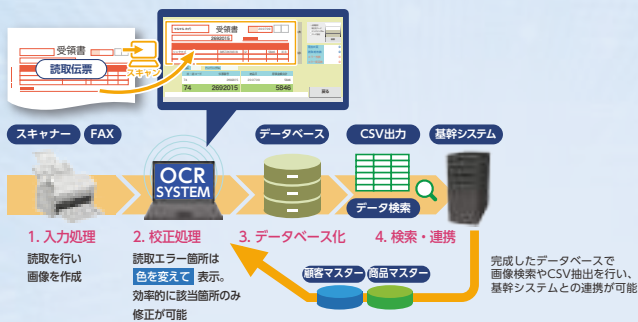 受領書
読取伝票
スキャン
受領書
2692015
74 2692015 5846
戻る
スキャナー
FAX
データベース
CSV出力
基幹システム
OCR
SYSTEM
データ検索
1. 入力処理
読取を行い
画像を作成
2. 校正処理
読取エラー箇所は
色を変えて 表示。
効率的に該当箇所のみ
修正が可能
3. データベース化
4. 検索・連携
顧客マスター
商品マスター
完成したデータベースで
画像検索やCSV抽出を行い、
基幹システムとの連携が可能